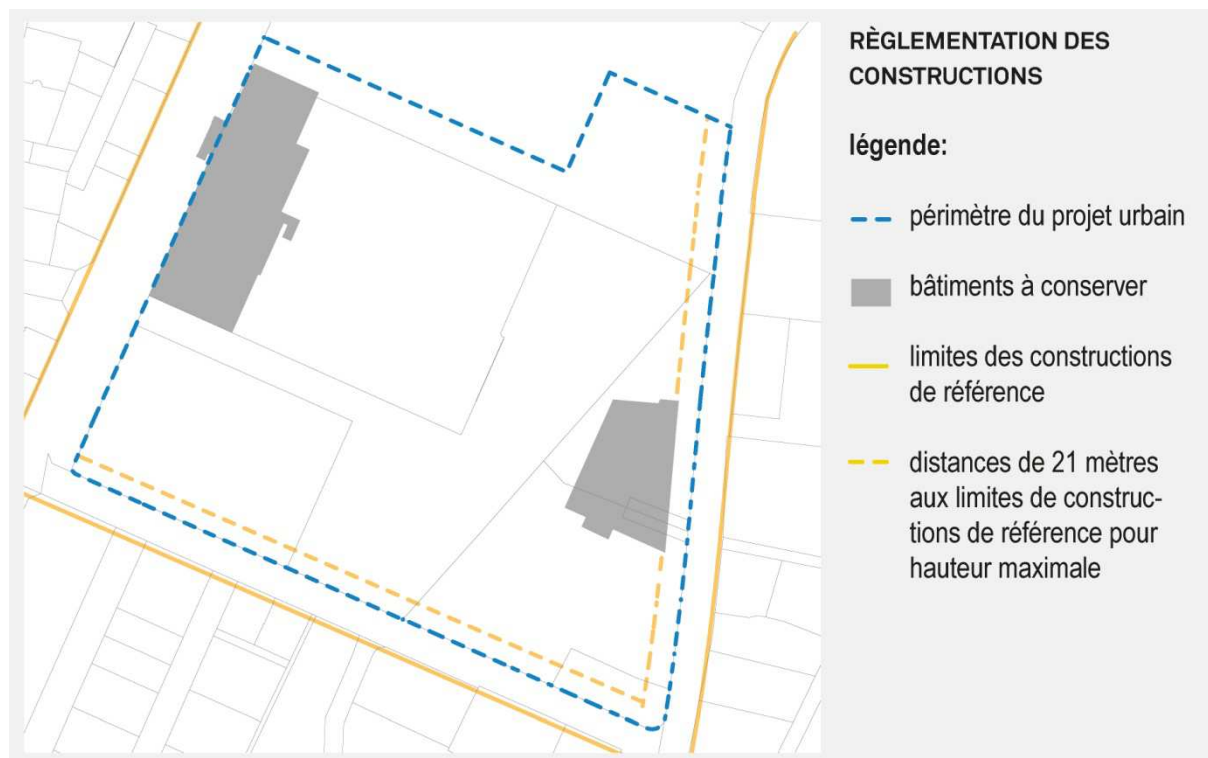 RÈGLEMENTATION DES
CONSTRUCTIONS
légende:
périmètre du projet urbain
bâtiments à conserver
limites des constructions
de référence
distances de 21 mètres
aux limites de construc-
tions de référence pour
hauteur maximale